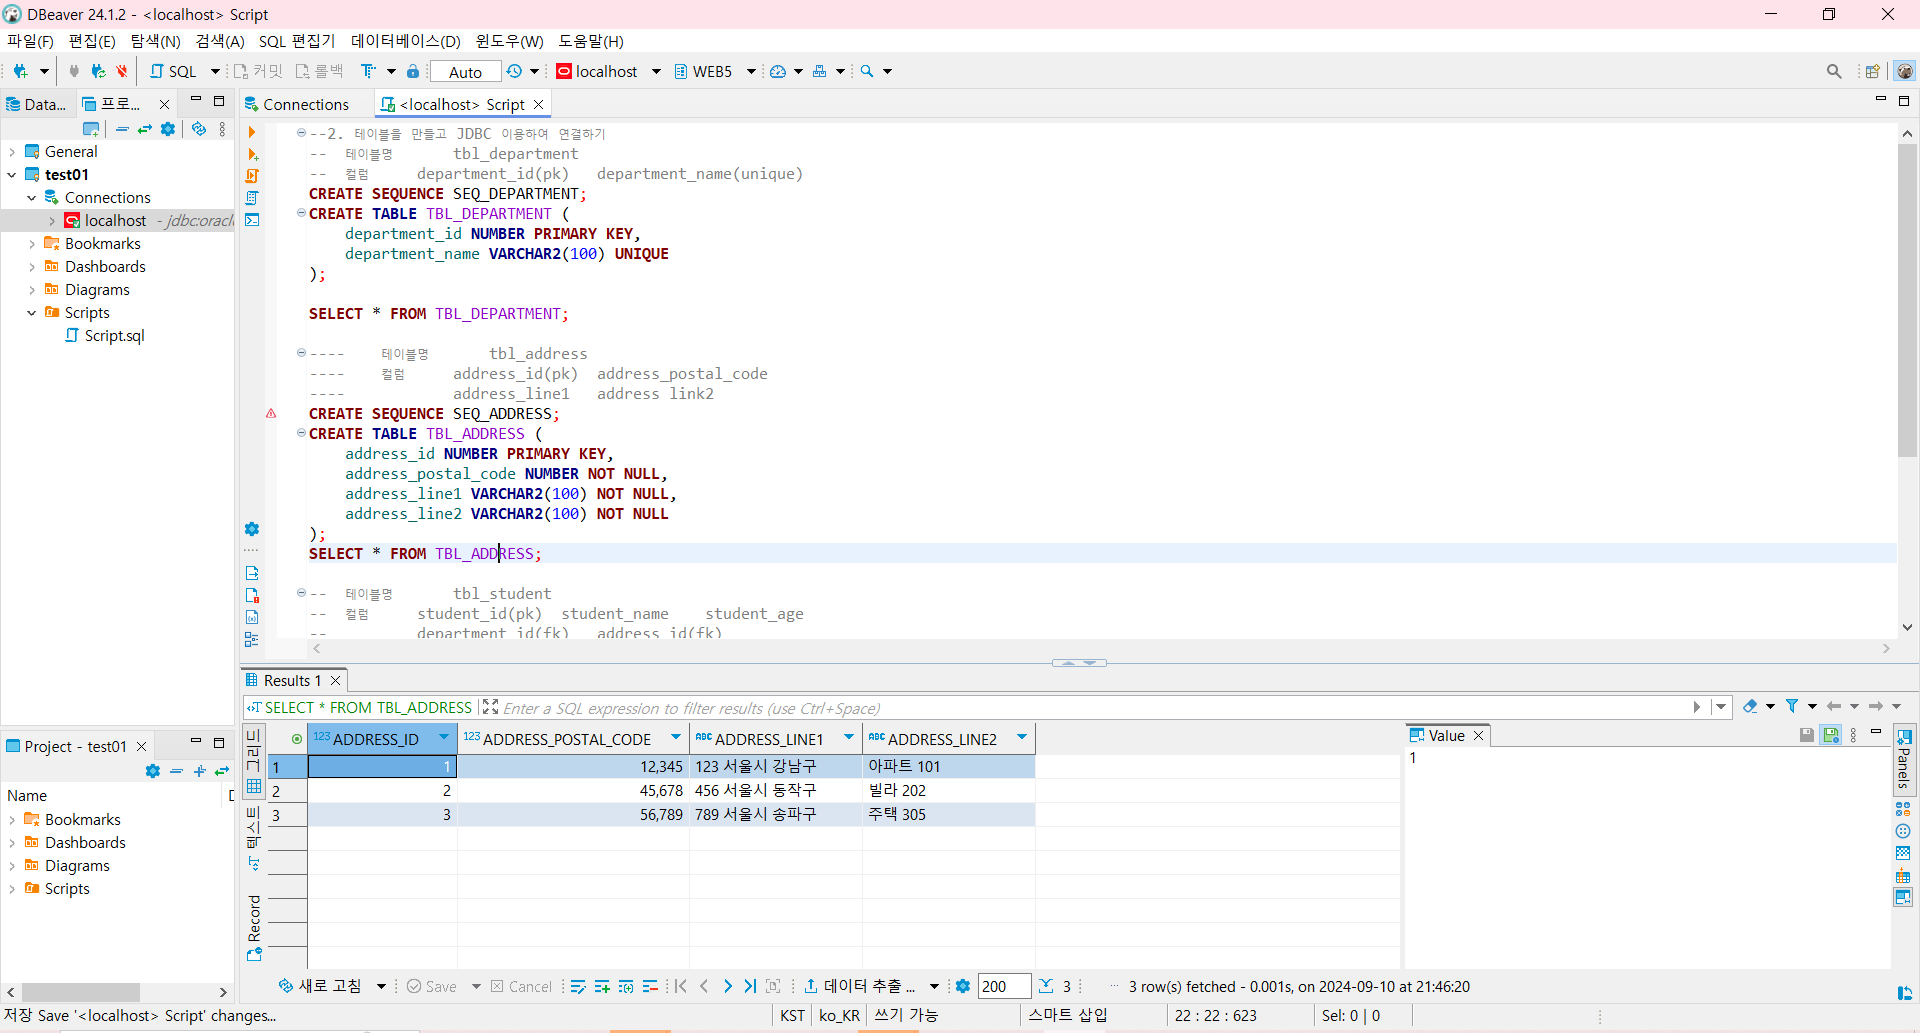 DBeaver 24.1.2 - <localhost> Script
파일(F) 편집(E) 탐색(N) 검색(A) SQL 편집기 데이터베이스(D) 윈도우(W) 도움말(H)
SQL 커밋 롤백 Auto localhost WEB5
Data... 프로...
General
test01
Connections
localhost - jdbc:oracl
Bookmarks
Dashboards
Diagrams
Scripts
Script.sql
Connections <localhost> Script
--2. 테이블을 만들고 JDBC 이용하여 연결하기
-- 테이블명 tbl_department
-- 컬럼 department_id(pk) department_name(unique)
CREATE SEQUENCE SEQ_DEPARTMENT;
CREATE TABLE TBL_DEPARTMENT (
department_id NUMBER PRIMARY KEY,
department_name VARCHAR2(100) UNIQUE
);
SELECT * FROM TBL_DEPARTMENT;
---- 테이블명 tbl_address
---- 컬럼 address_id(pk) address_postal_code
---- address_line1 address link2
CREATE SEQUENCE SEQ_ADDRESS;
CREATE TABLE TBL_ADDRESS (
address_id NUMBER PRIMARY KEY,
address_postal_code NUMBER NOT NULL,
address_line1 VARCHAR2(100) NOT NULL,
address_line2 VARCHAR2(100) NOT NULL
);
SELECT * FROM TBL_ADDRESS;
-- 테이블명 tbl_student
-- 컬럼 student_id(pk) student_name student_age
-- department_id(fk) address_id(fk)
Results 1
SELECT * FROM TBL_ADDRESS Enter a SQL expression to filter results (use Ctrl+Space)
그리드
텍스트
Record
123 ADDRESS_ID 123 ADDRESS_POSTAL_CODE ABC ADDRESS_LINE1 ABC ADDRESS_LINE2
1 1 12,345 123 서울시 강남구 아파트 101
2 2 45,678 456 서울시 동작구 빌라 202
3 3 56,789 789 서울시 송파구 주택 305
Value
1
Panels
Project - test01
Name D
Bookmarks
Dashboards
Diagrams
Scripts
새로 고침 Save Cancel 데이터 추출 ... 200 3 3 row(s) fetched - 0.001s, on 2024-09-10 at 21:46:20
저장 Save '<localhost> Script' changes... KST ko_KR 쓰기 가능 스마트 삽입 22 : 22 : 623 Sel: 0 | 0